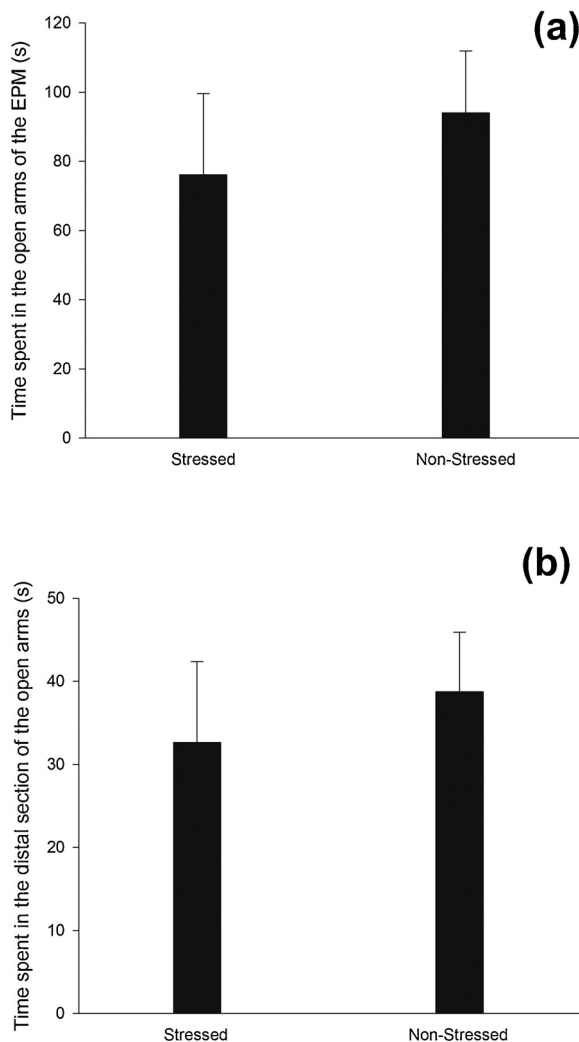 (a)
Time spent in the open arms of the EPM (s)
120
100
80
60
40
20
0
Stressed Non-Stressed
(b)
Time spent in the distal section of the open arms (s)
50
40
30
20
10
0
Stressed Non-Stressed